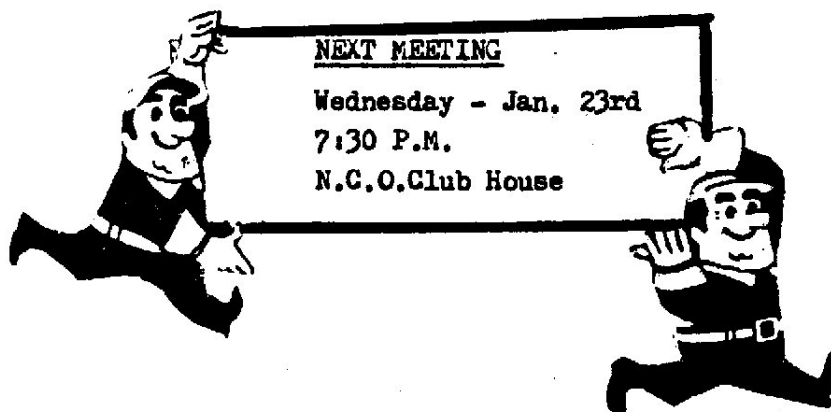 NEXT MEETING
Wednesday - Jan. 23rd
7:30 P.M.
N.C.O.Club House